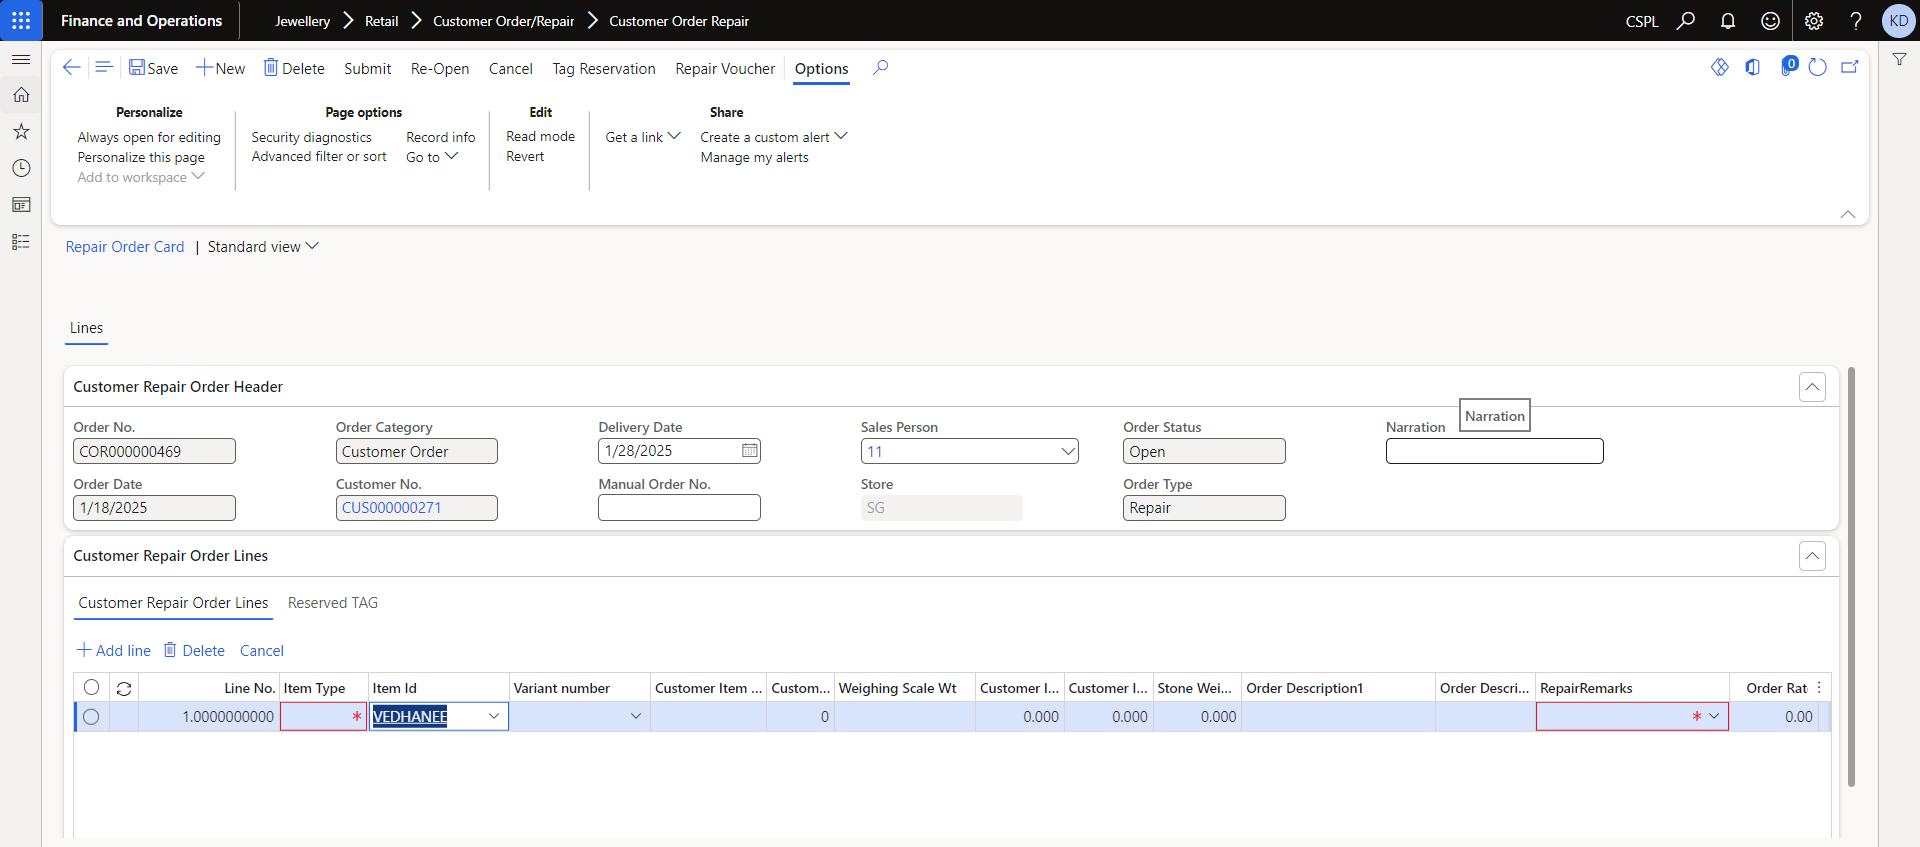 Finance and Operations
Jewellery
Retail
Customer Order/Repair
Customer Order Repair
CSPL
KD
Save
New
Delete
Submit
Re-Open
Cancel
Tag Reservation
Repair Voucher
Options
0
Personalize
Always open for editing
Personalize this page
Add to workspace
Page options
Security diagnostics
Advanced filter or sort
Record info
Go to
Edit
Read mode
Revert
Get a link
Share
Create a custom alert
Manage my alerts
Repair Order Card | Standard view
Lines
Customer Repair Order Header
Order No.
COR000000469
Order Category
Customer Order
Delivery Date
1/28/2025
Sales Person
11
Order Status
Open
Narration
Narration
Order Date
1/18/2025
Customer No.
CUS000000271
Manual Order No.
Store
SG
Order Type
Repair
Customer Repair Order Lines
Customer Repair Order Lines
Reserved TAG
Add line
Delete
Cancel
Line No. Item Type Item Id Variant number Customer Item ... Custom... Weighing Scale Wt Customer I... Customer I... Stone Wei... Order Description1 Order Descri... RepairRemarks Order Rat
1.0000000000 * VEDHANEE 0 0.000 0.000 0.000 * 0.00